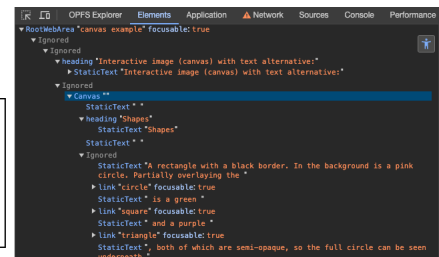 OPFS Explorer Elements Application Network Sources Console Performance
RootWebArea "canvas example" focusable: true
Ignored
Ignored
heading "Interactive image (canvas) with text alternative:"
StaticText "Interactive image (canvas) with text alternative:"
Ignored
Canvas ""
StaticText " "
heading "Shapes"
StaticText "Shapes"
StaticText " "
Ignored
StaticText "A rectangle with a black border. In the background is a pink
circle. Partially overlaying the "
link "circle" focusable: true
StaticText " is a green "
link "square" focusable: true
StaticText " and a purple "
link "triangle" focusable: true
StaticText ", both of which are semi-opaque, so the full circle can be seen
underneath."